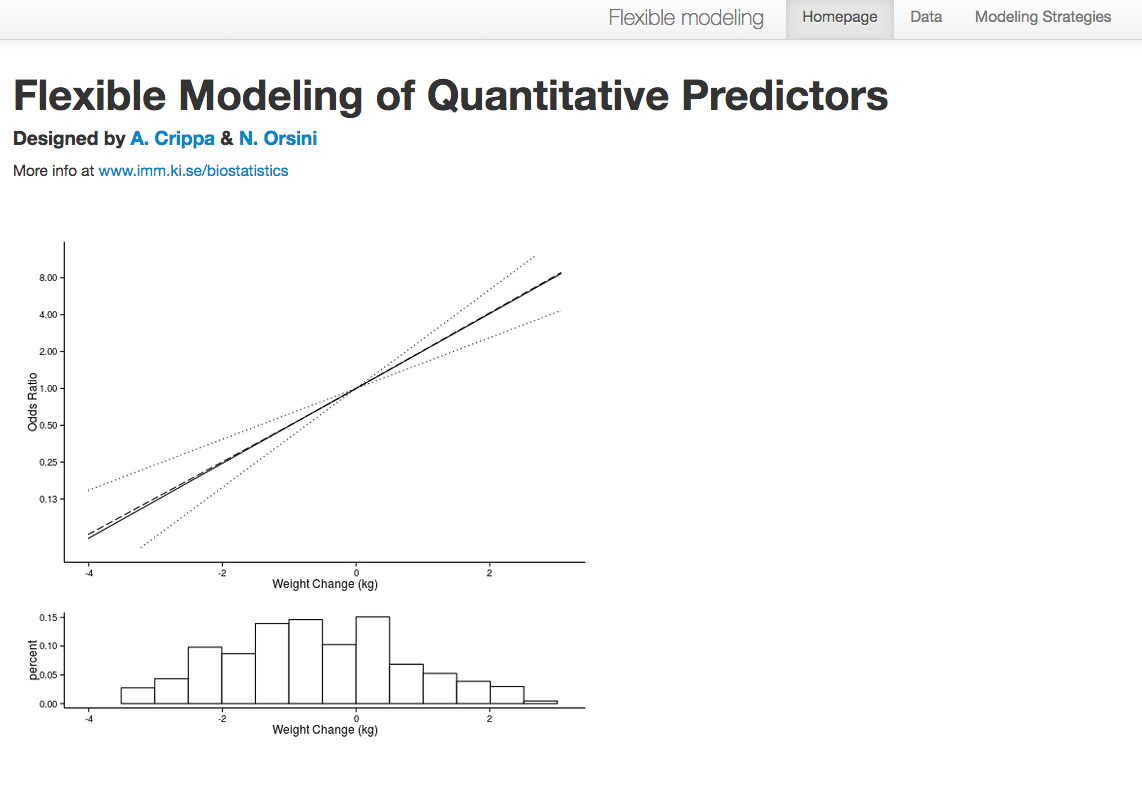 Flexible modeling Homepage Data Modeling Strategies
Flexible Modeling of Quantitative Predictors
Designed by A. Crippa & N. Orsini
More info at www.imm.ki.se/biostatistics
8.00
4.00
2.00
1.00
0.50
0.25
0.13
Odds Ratio
-4 -2 0 2
Weight Change (kg)
0.15
0.10
0.05
0.00
percent
-4 -2 0 2
Weight Change (kg)